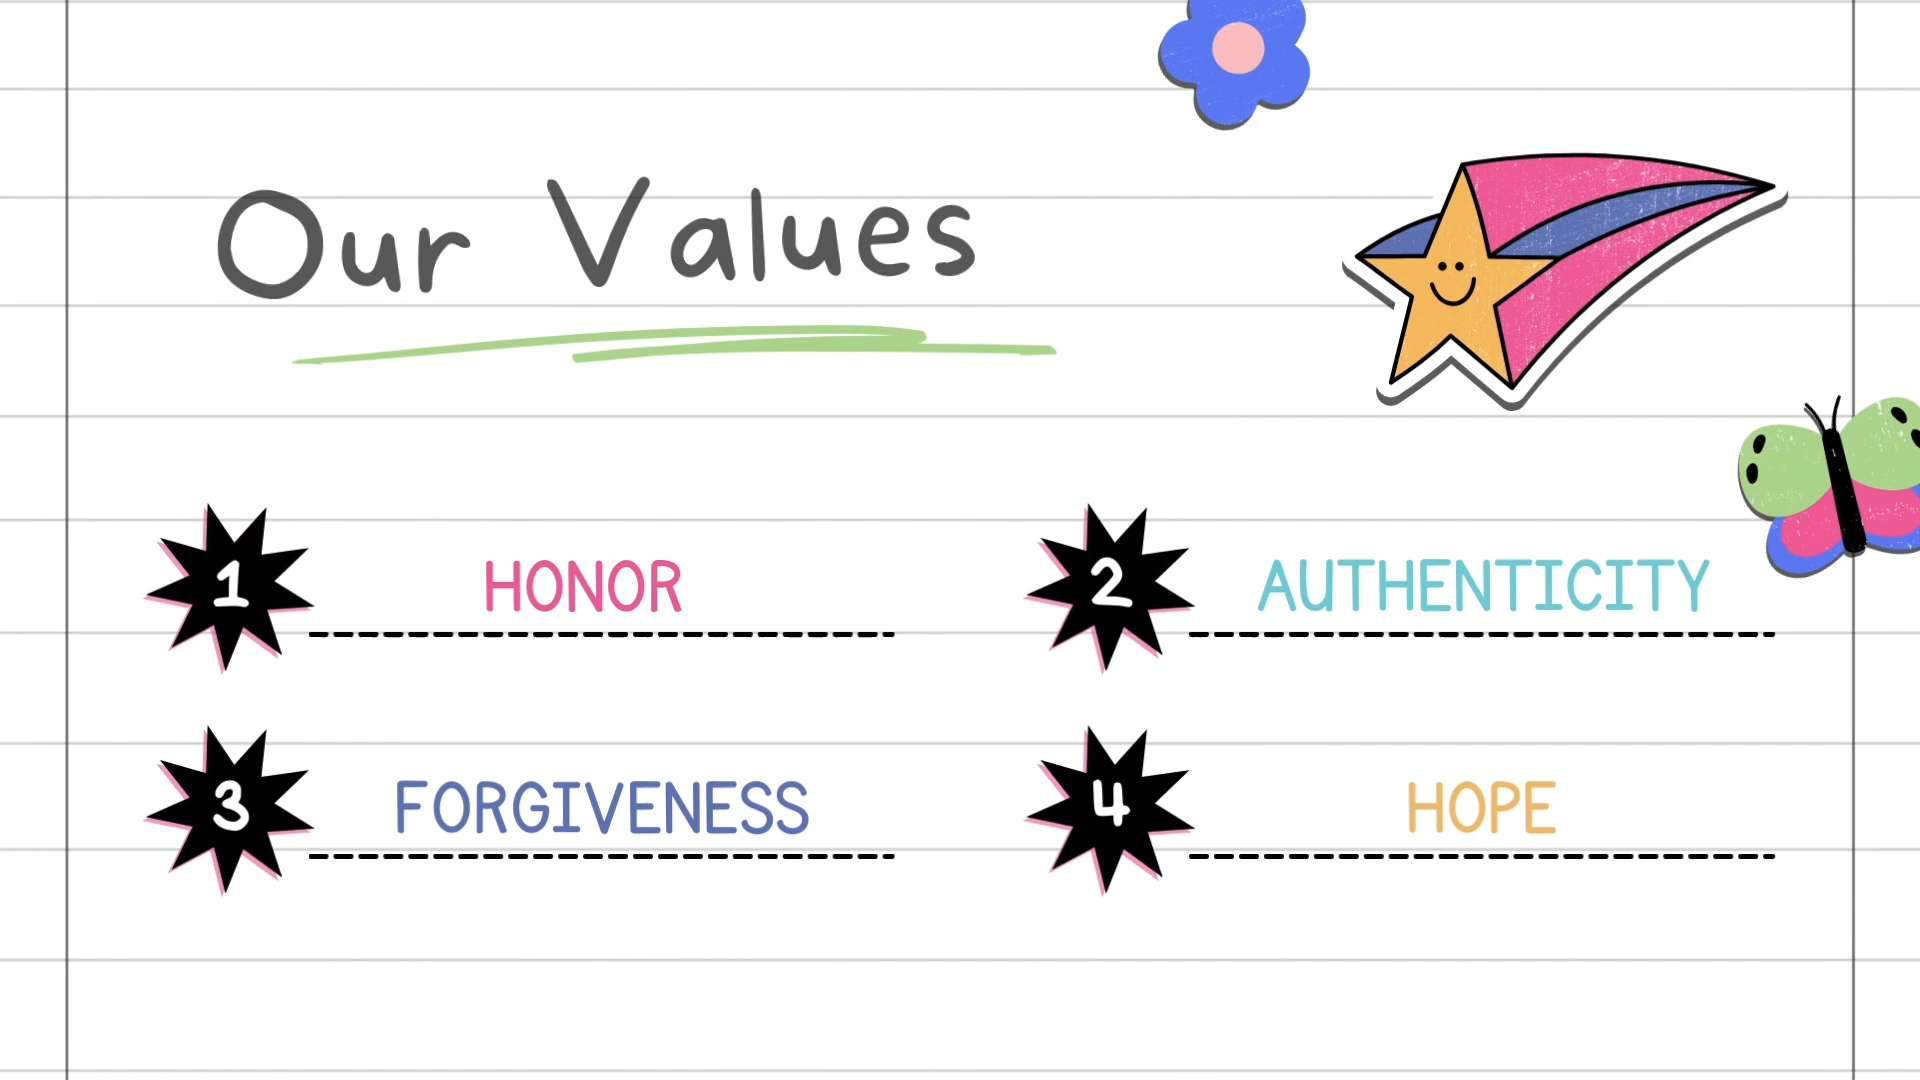 Our Values
1 HONOR
2 AUTHENTICITY
3 FORGIVENESS
4 HOPE